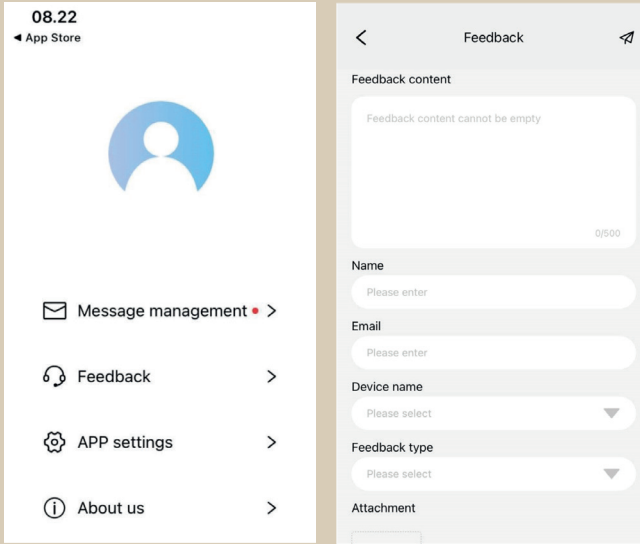 08.22
◀ App Store
Message management
Feedback
APP settings
About us
Feedback
Feedback content
Feedback content cannot be empty
0/500
Name
Please enter
Email
Please enter
Device name
Please select
Feedback type
Please select
Attachment